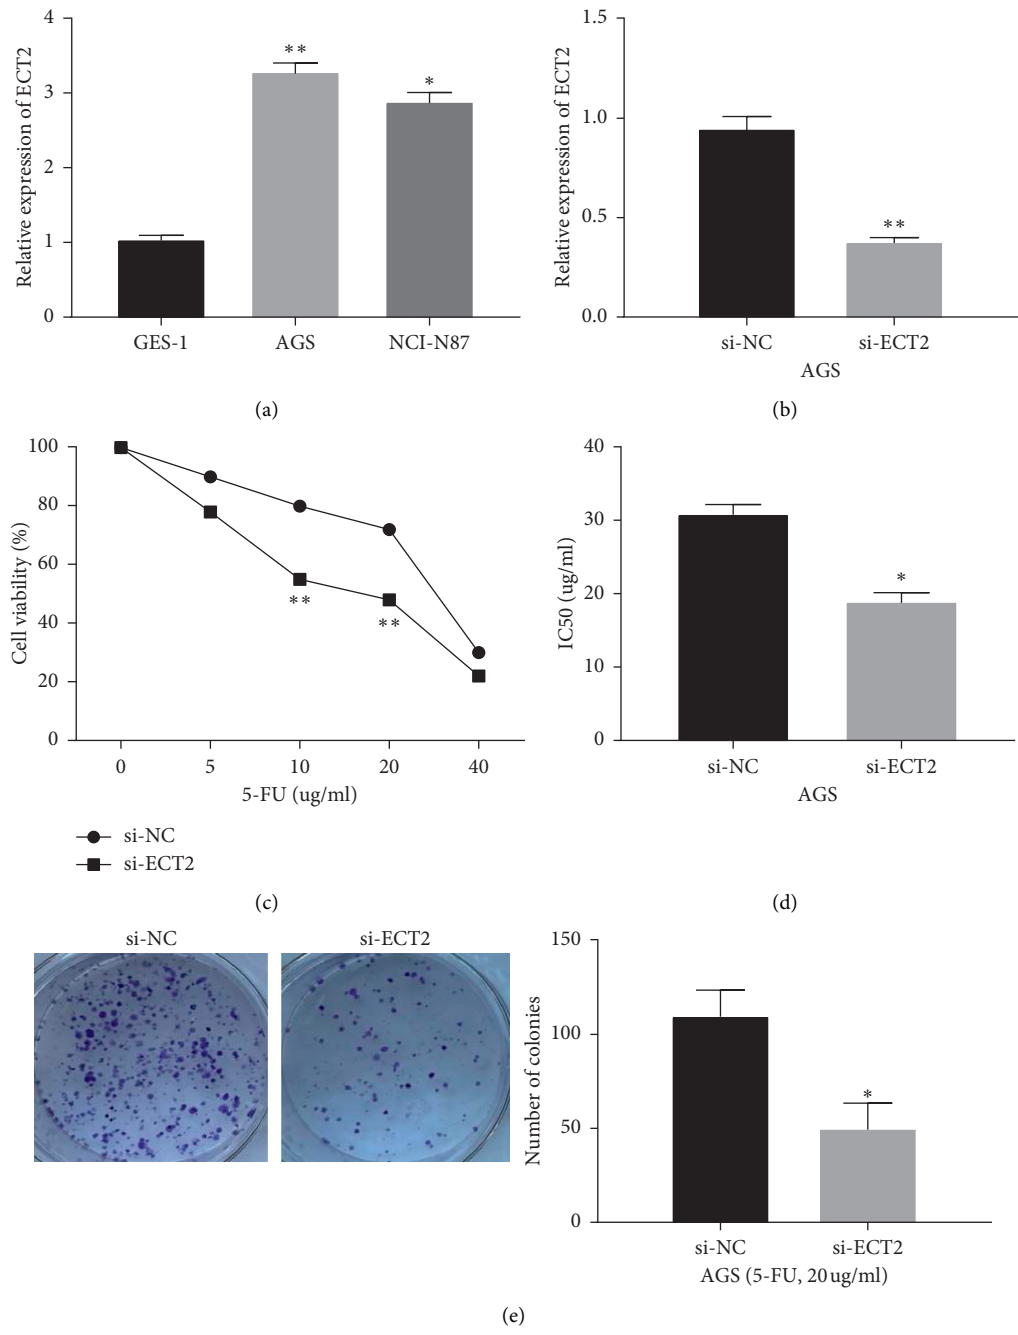 Relative expression of ECT2
4
3
2
1
0
**
*
GES-1 AGS NCI-N87
(a)
Relative expression of ECT2
1.5
1.0
0.5
0.0
**
si-NC si-ECT2
AGS
(b)
Cell viability (%)
100
80
60
40
20
0
**
**
0 5 10 20 40
5-FU (ug/ml)
si-NC
si-ECT2
(c)
IC50 (ug/ml)
40
30
20
10
0
*
si-NC si-ECT2
AGS
(d)
si-NC si-ECT2
Number of colonies
150
100
50
0
*
si-NC si-ECT2
AGS (5-FU, 20 ug/ml)
(e)